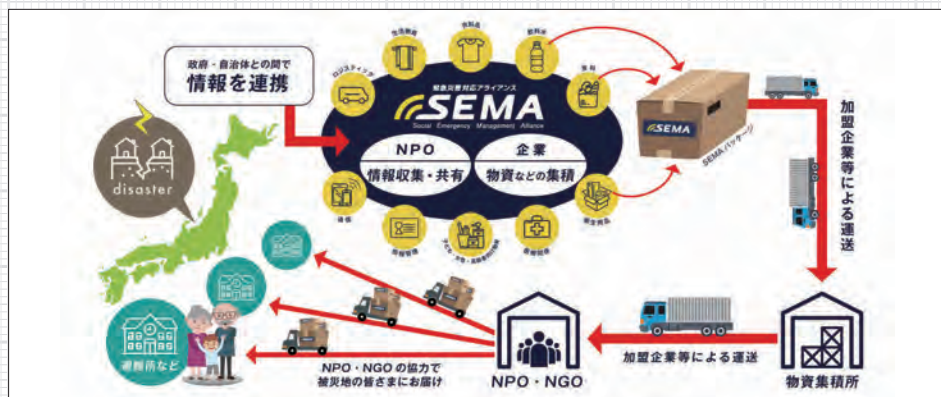 政府・自治体との間で
情報を連携
ロジスティック
生活雑貨
衣料品
飲料水
食料
緊急災害対応アライアンス
SEMA
Social Emergency Management Alliance
NPO
企業
情報収集・共有
物資などの集積
通信
医療用品
衛生用品
disaster
SEMA
SEMAパッケージ
加盟企業等による運送
避難所など
NPO・NGOの協力で
被災地の皆さまにお届け
NPO・NGO
加盟企業等による運送
物資集積所